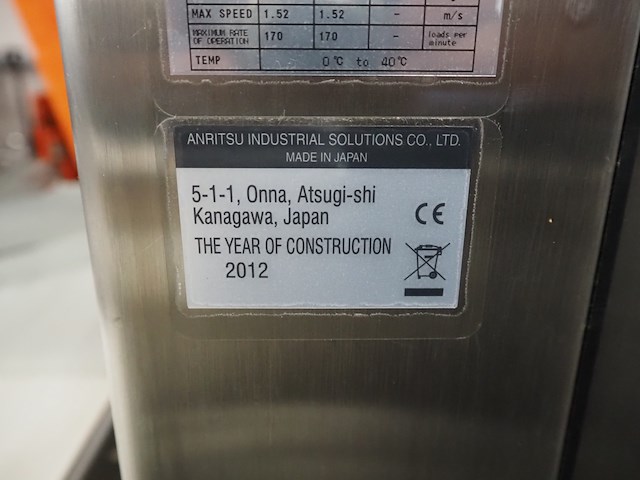 MAX SPEED 1.52 1.52 - m/s
MAXIMUM RATE OF OPERATION 170 170 - loads per minute
TEMP 0℃ to 40℃
ANRITSU INDUSTRIAL SOLUTIONS CO., LTD.
MADE IN JAPAN
5-1-1, Onna, Atsugi-shi
Kanagawa, Japan
CE
THE YEAR OF CONSTRUCTION
2012